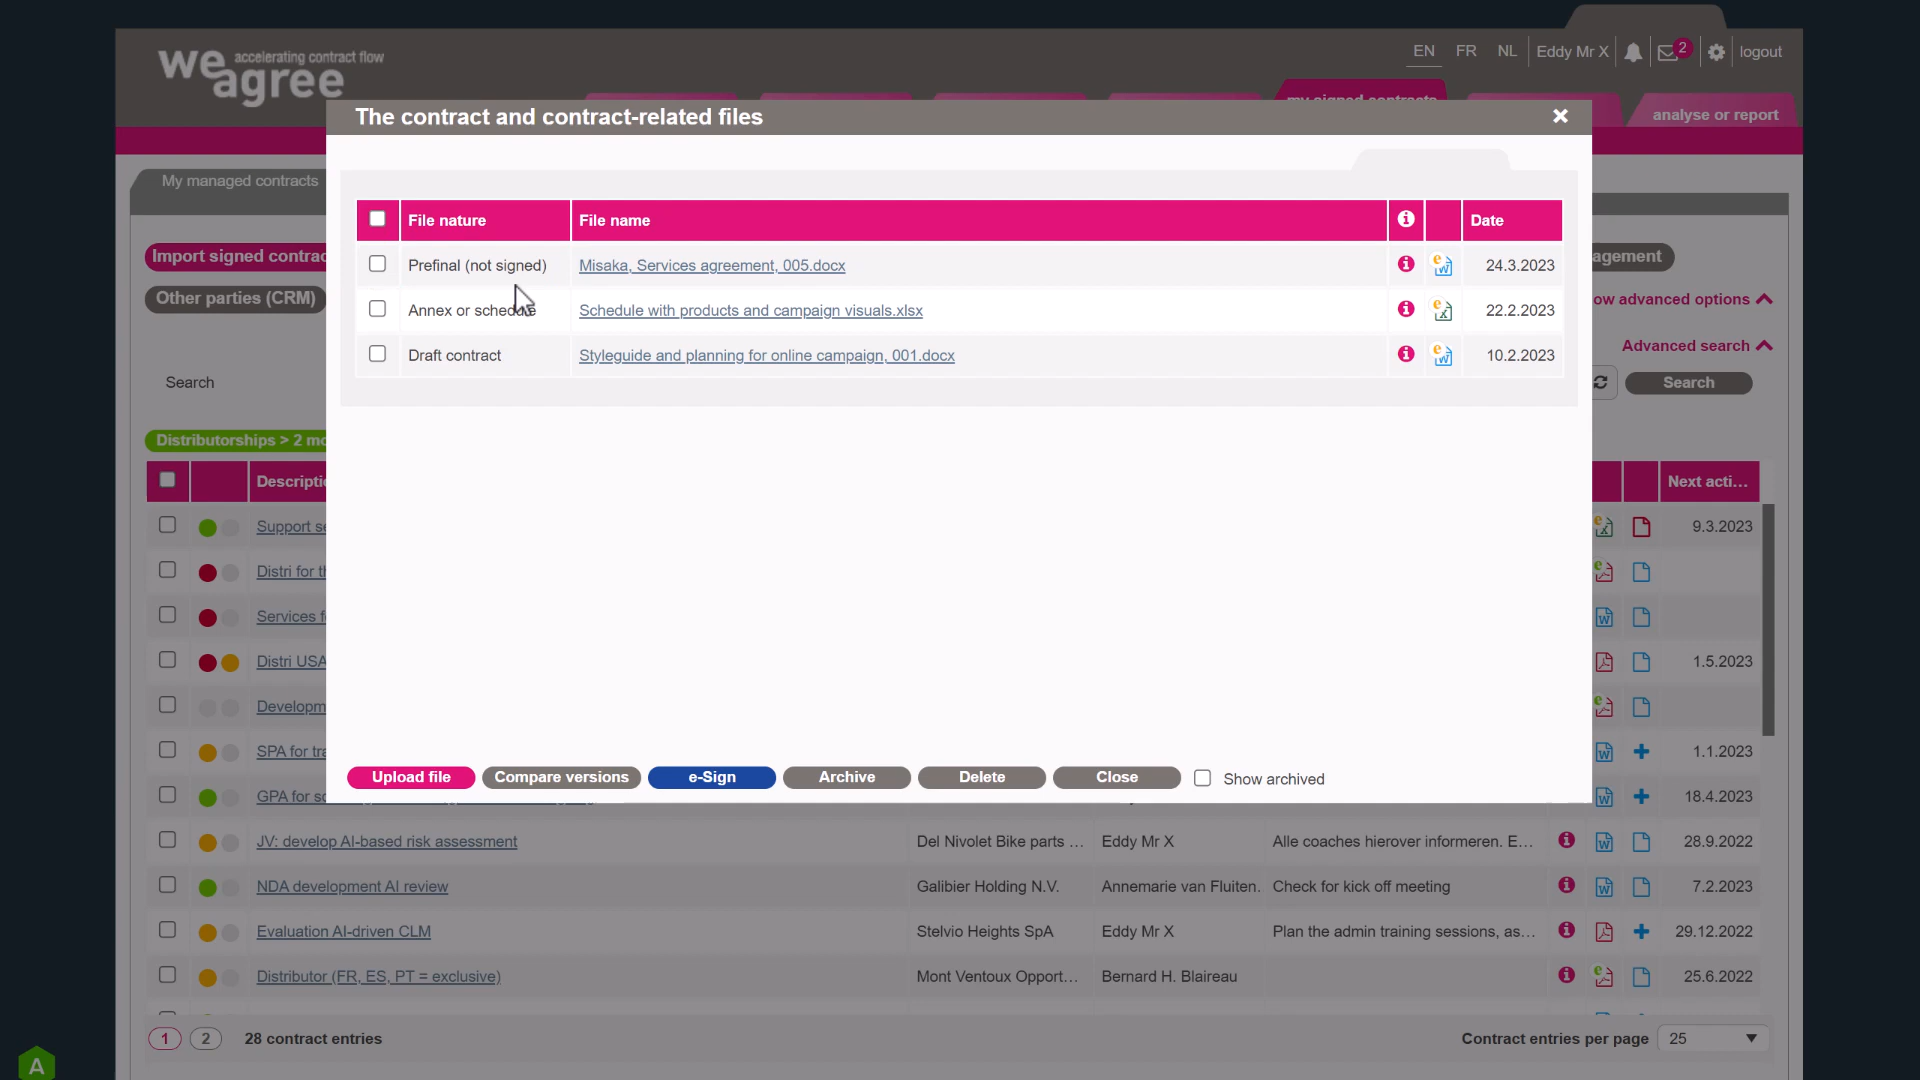 we agree accelerating contract flow
EN FR NL Eddy Mr X 2 logout
my signed contracts
analyse or report
The contract and contract-related files
My managed contracts
File nature File name Date
Prefinal (not signed) Misaka, Services agreement, 005.docx 24.3.2023
Annex or schedule Schedule with products and campaign visuals.xlsx 22.2.2023
Draft contract Styleguide and planning for online campaign, 001.docx 10.2.2023
Import signed contrac
agement
Other parties (CRM)
ow advanced options
Advanced search
Search
Search
Distributorships > 2 mo
Descriptio Next acti...
Support se 9.3.2023
Distri for th
Services f
Distri USA 1.5.2023
Developm
SPA for tra 1.1.2023
Upload file Compare versions e-Sign Archive Delete Close Show archived
GPA for so 18.4.2023
JV: develop AI-based risk assessment Del Nivolet Bike parts ... Eddy Mr X Alle coaches hierover informeren. E... 28.9.2022
NDA development AI review Galibier Holding N.V. Annemarie van Fluiten. Check for kick off meeting 7.2.2023
Evaluation AI-driven CLM Stelvio Heights SpA Eddy Mr X Plan the admin training sessions, as... 29.12.2022
Distributor (FR, ES, PT = exclusive) Mont Ventoux Opport... Bernard H. Blaireau 25.6.2022
1 2 28 contract entries
Contract entries per page 25
A